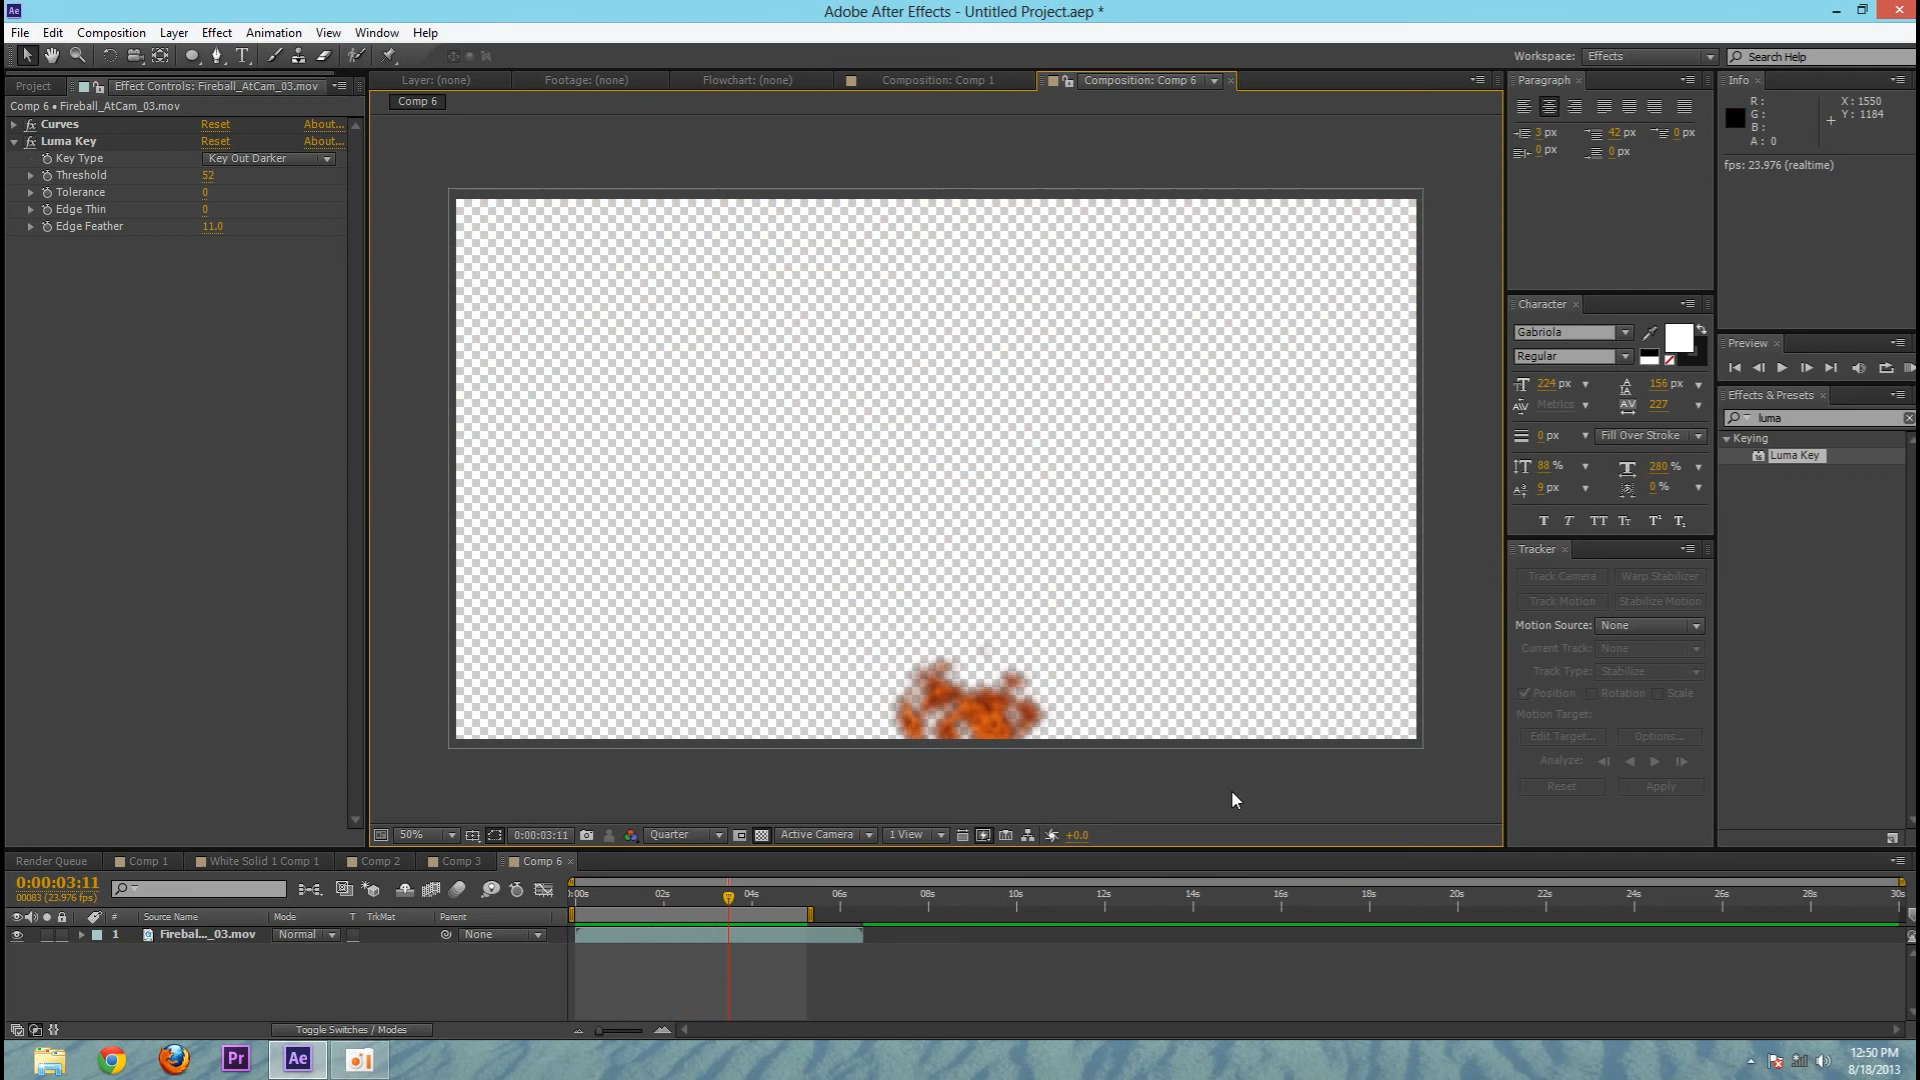 Ae
Adobe After Effects - Untitled Project.aep *
File Edit Composition Layer Effect Animation View Window Help
Workspace: Effects Search Help
Project Effect Controls: Fireball_AtCam_03.mov
Comp 6 • Fireball_AtCam_03.mov
fx Curves Reset About...
fx Luma Key Reset About...
Key Type Key Out Darker
Threshold 52
Tolerance 0
Edge Thin 0
Edge Feather 11.0
Layer: (none) Footage: (none) Flowchart: (none) Composition: Comp 1 Composition: Comp 6
Comp 6
50% 0:00:03:11 Quarter Active Camera 1 View +0.0
Paragraph
3 px 42 px 0 px
0 px 0 px
Character
Gabriola
Regular
224 px 156 px
Metrics 227
0 px Fill Over Stroke
88 % 280 %
9 px 0 %
T T TT Tт T¹ T₁
Tracker
Track Camera Warp Stabilizer
Track Motion Stabilize Motion
Motion Source: None
Current Track: None
Track Type: Stabilize
Position Rotation Scale
Motion Target:
Edit Target... Options...
Analyze:
Reset Apply
Info
R: X: 1550
G: Y: 1184
B:
A: 0
fps: 23.976 (realtime)
Preview
Effects & Presets
luma
Keying
Luma Key
Render Queue Comp 1 White Solid 1 Comp 1 Comp 2 Comp 3 Comp 6
0:00:03:11
00083 (23.976 fps)
:00s 02s 04s 06s 08s 10s 12s 14s 16s 18s 20s 22s 24s 26s 28s 30s
# Source Name Mode T TrkMat Parent
1 Firebal..._03.mov Normal None
Toggle Switches / Modes
Pr Ae
12:50 PM
8/18/2013